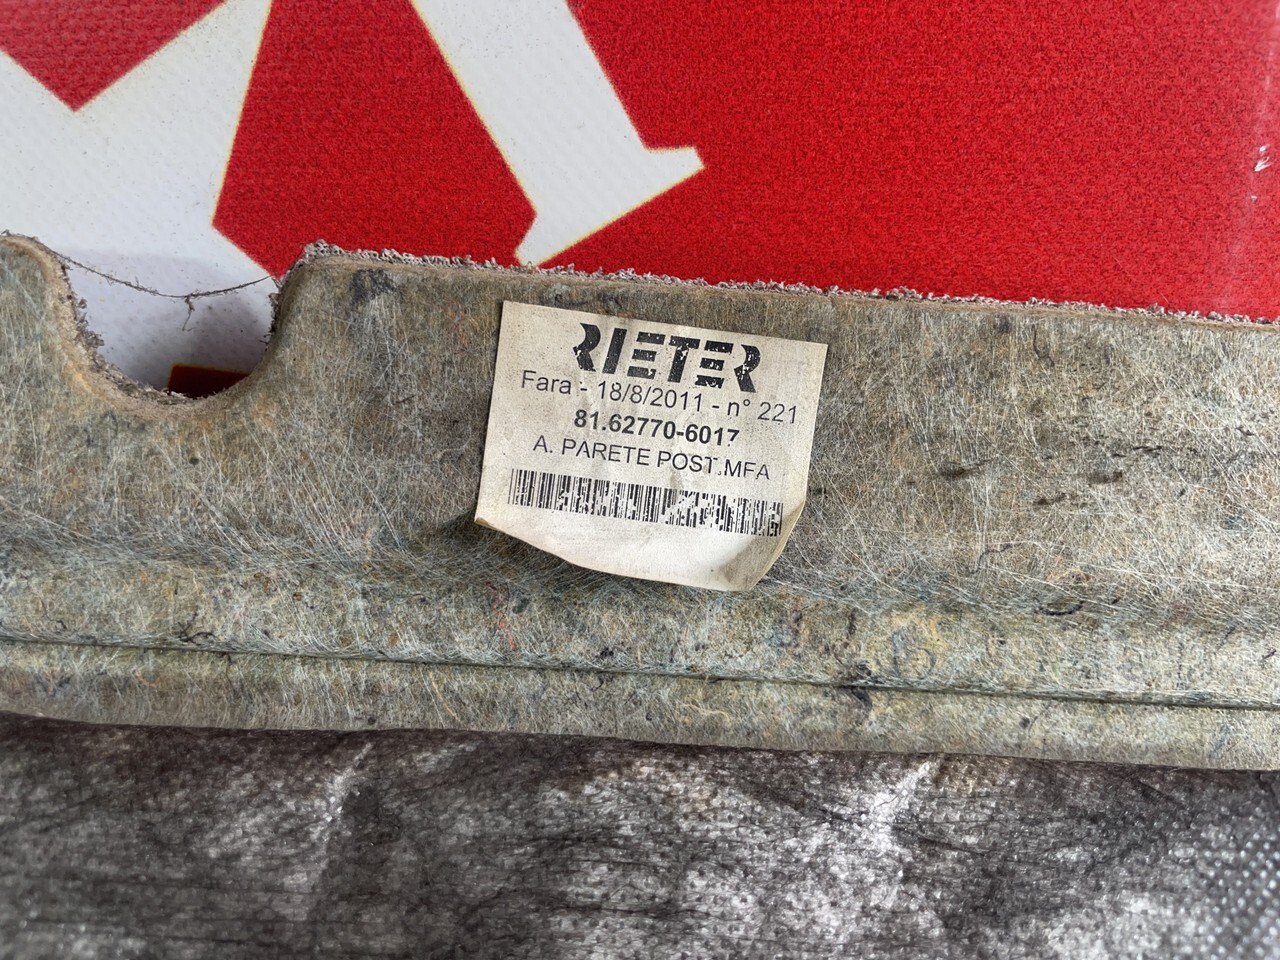 RIETER
Fara - 18/8/2011 - n° 221
81.62770-6017
A. PARETE POST.MFA